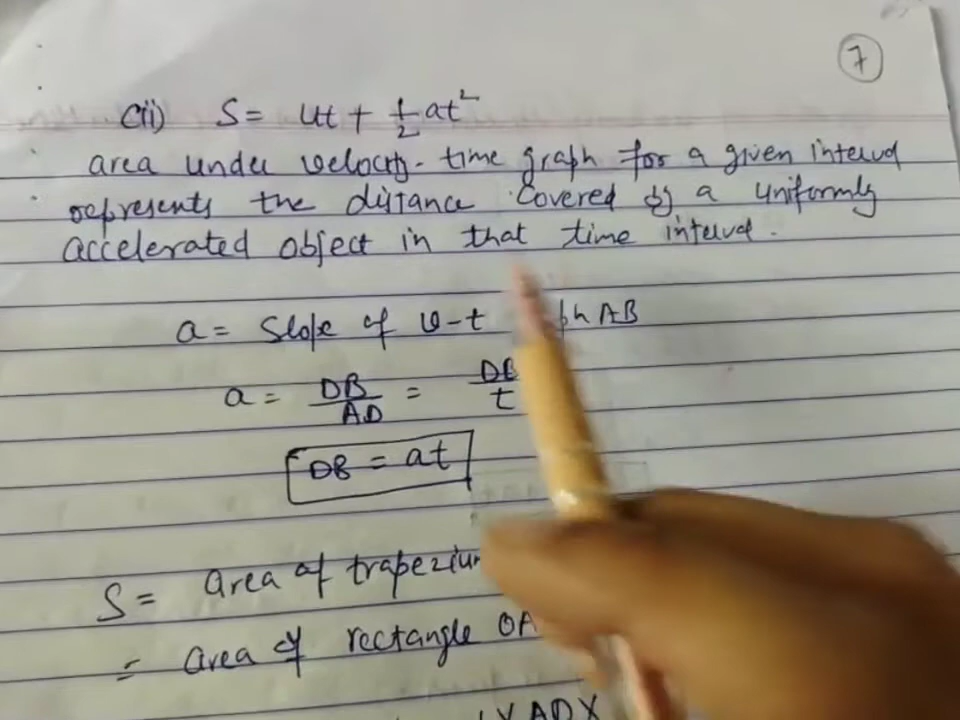 7
(ii) S = ut + 1/2 at²
area under velocity-time graph for a given interval
represents the distance covered by a uniformly
accelerated object in that time interval.
a = Slope of v-t AB
a = DB/AD = DB/t
DB = at
S = area of trapezium
= area of rectangle OA